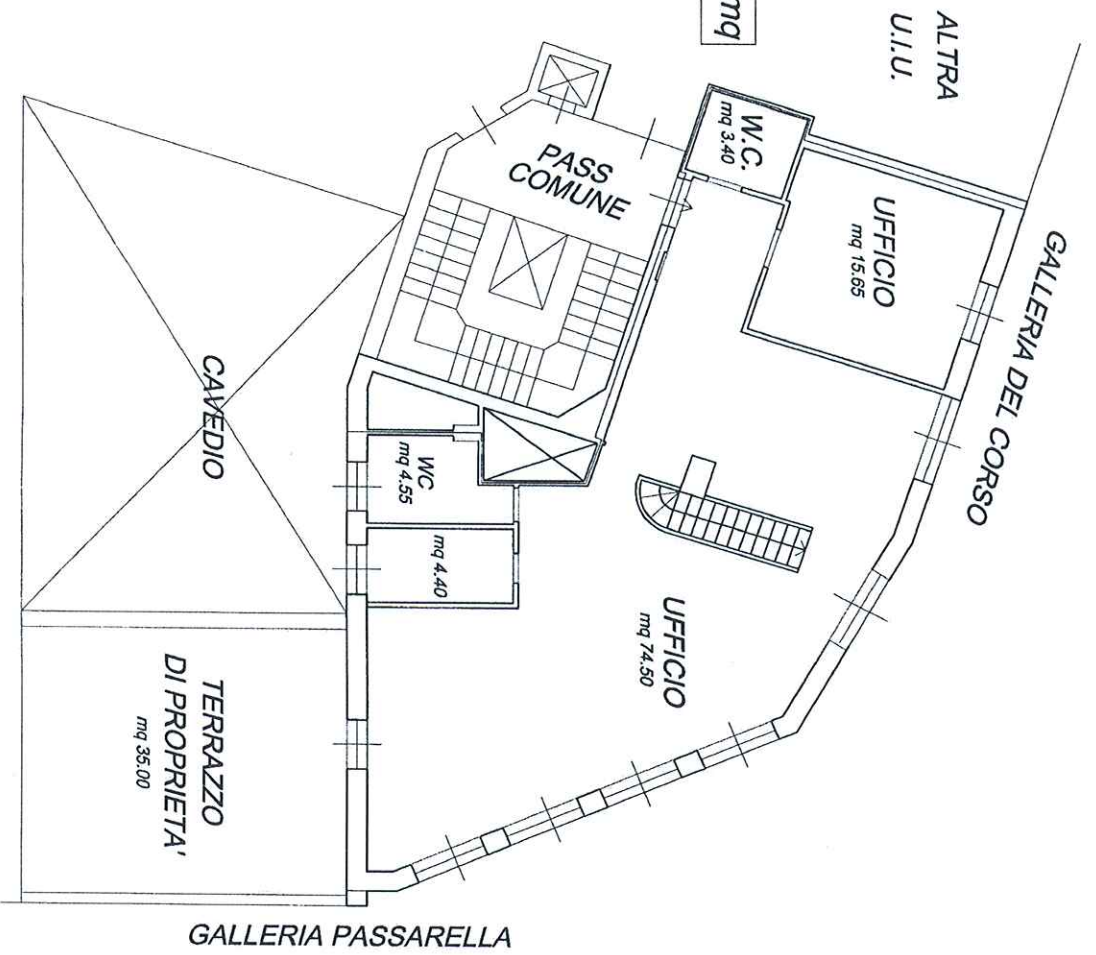 mq
ALTRA
U.I.U.
W.C.
mq 3.40
PASS
COMUNE
UFFICIO
mq 15.65
GALLERIA DEL CORSO
CAVEDIO
WC
mq 4.55
mq 4.40
UFFICIO
mq 74.50
TERRAZZO
DI PROPRIETA'
mq 35.00
GALLERIA PASSARELLA